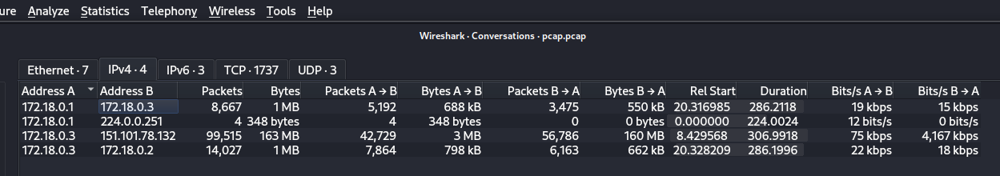 ure Analyze Statistics Telephony Wireless Tools Help
Wireshark · Conversations · pcap.pcap
Ethernet · 7 IPv4 · 4 IPv6 · 3 TCP · 1737 UDP · 3
Address A Address B Packets Bytes Packets A → B Bytes A → B Packets B → A Bytes B → A Rel Start Duration Bits/s A → B Bits/s B → A
172.18.0.1 172.18.0.3 8,667 1 MB 5,192 688 kB 3,475 550 kB 20.316985 286.2118 19 kbps 15 kbps
172.18.0.1 224.0.0.251 4 348 bytes 4 348 bytes 0 0 bytes 0.000000 224.0024 12 bits/s 0 bits/s
172.18.0.3 151.101.78.132 99,515 163 MB 42,729 3 MB 56,786 160 MB 8.429568 306.9918 75 kbps 4,167 kbps
172.18.0.3 172.18.0.2 14,027 1 MB 7,864 798 kB 6,163 662 kB 20.328209 286.1996 22 kbps 18 kbps